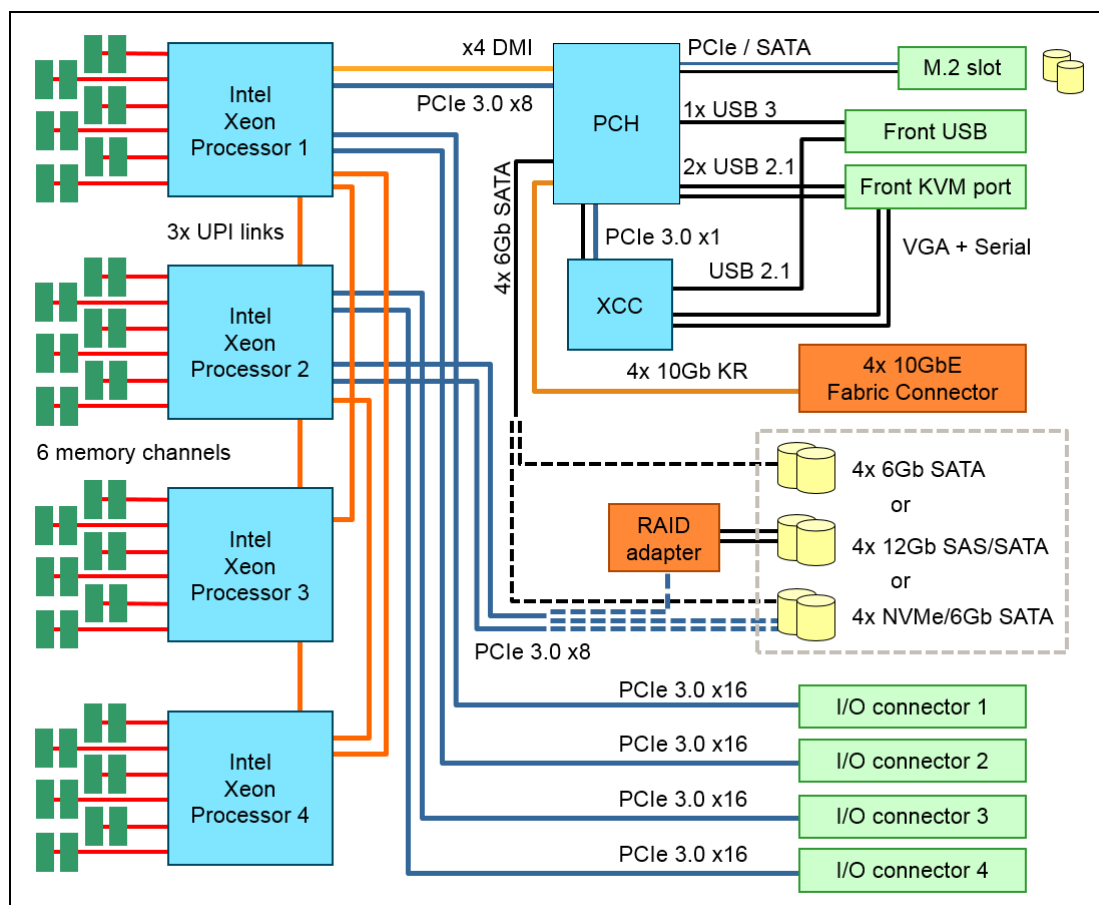 x4 DMI
PCIe / SATA
M.2 slot
Intel
Xeon
Processor 1
PCIe 3.0 x8
PCH
1x USB 3
Front USB
4x 6Gb SATA
2x USB 2.1
Front KVM port
3x UPI links
PCIe 3.0 x1
VGA + Serial
USB 2.1
XCC
Intel
Xeon
Processor 2
4x 10Gb KR
4x 10GbE
Fabric Connector
6 memory channels
4x 6Gb SATA
or
RAID
adapter
4x 12Gb SAS/SATA
or
4x NVMe/6Gb SATA
Intel
Xeon
Processor 3
PCIe 3.0 x8
PCIe 3.0 x16
I/O connector 1
PCIe 3.0 x16
I/O connector 2
Intel
Xeon
Processor 4
PCIe 3.0 x16
I/O connector 3
PCIe 3.0 x16
I/O connector 4